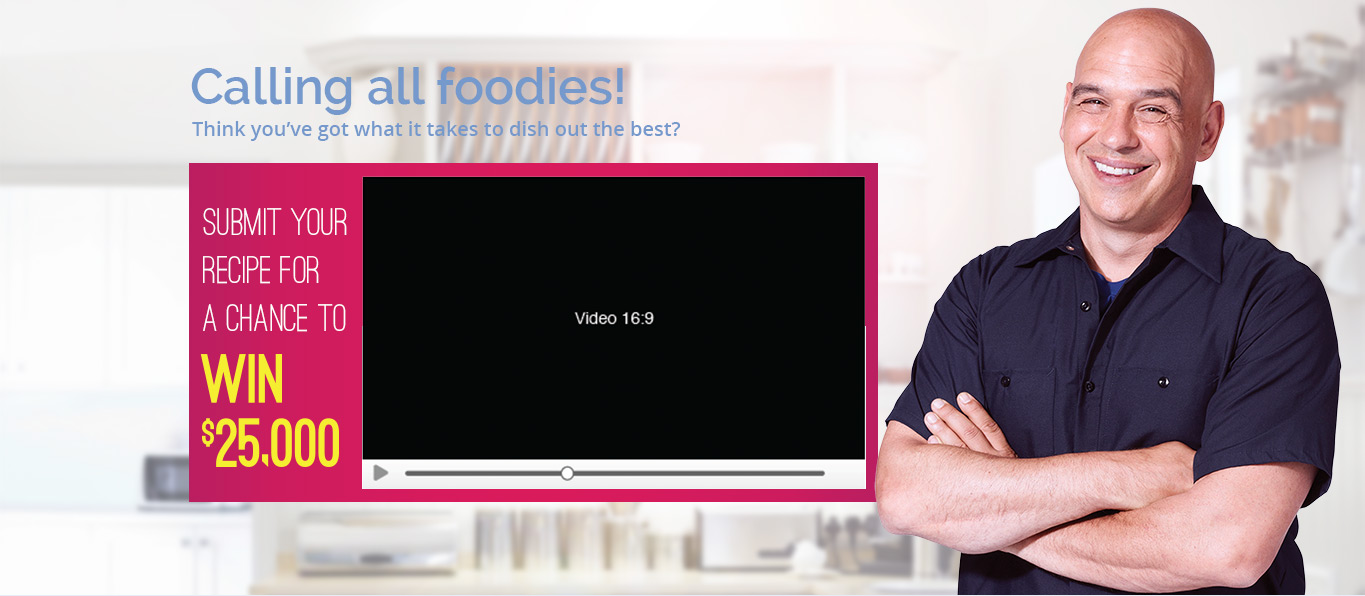 Calling all foodies!
Think you’ve got what it takes to dish out the best?
SUBMIT YOUR
RECIPE FOR
A CHANCE TO
WIN
$25,000
Video 16:9